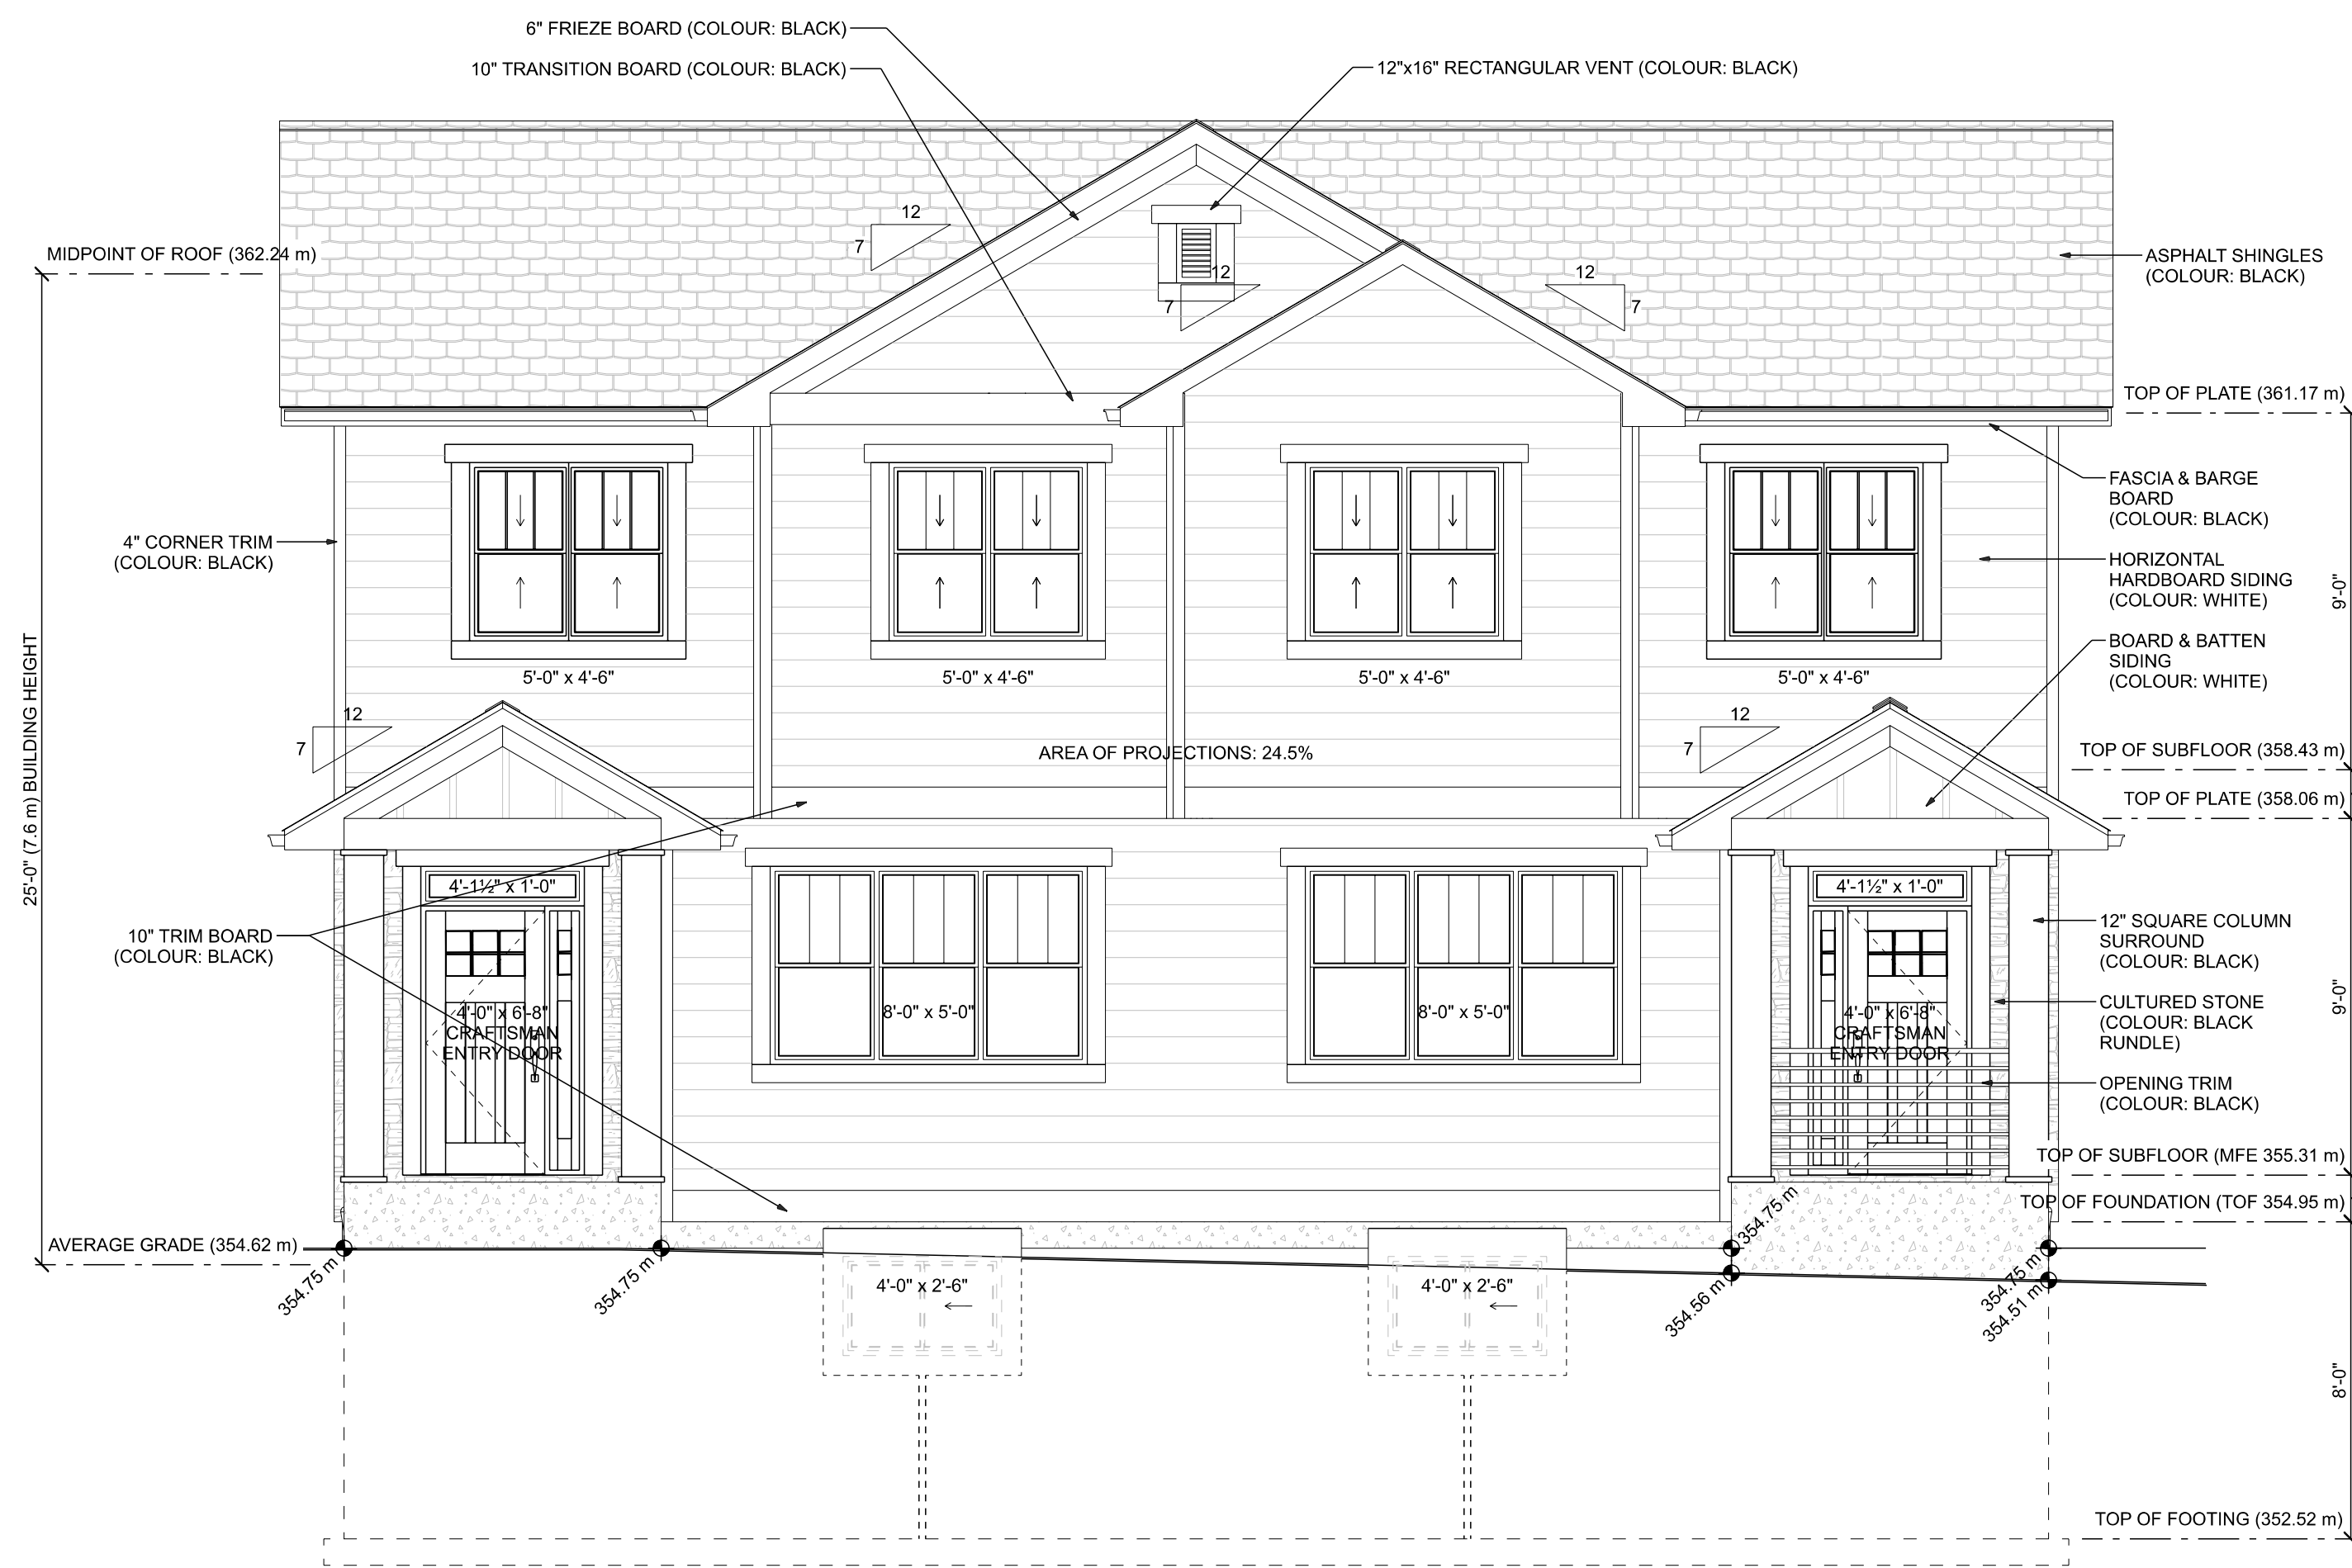 6" FRIEZE BOARD (COLOUR: BLACK)
10" TRANSITION BOARD (COLOUR: BLACK)
12"x16" RECTANGULAR VENT (COLOUR: BLACK)
12
7
MIDPOINT OF ROOF (362.24 m)
12
7
12
7
ASPHALT SHINGLES
(COLOUR: BLACK)
TOP OF PLATE (361.17 m)
FASCIA & BARGE
BOARD
(COLOUR: BLACK)
4" CORNER TRIM
(COLOUR: BLACK)
HORIZONTAL
HARDBOARD SIDING
(COLOUR: WHITE)
9'-0"
BOARD & BATTEN
SIDING
(COLOUR: WHITE)
5'-0" x 4'-6"
5'-0" x 4'-6"
5'-0" x 4'-6"
5'-0" x 4'-6"
25'-0" (7.6 m) BUILDING HEIGHT
12
7
12
7
AREA OF PROJECTIONS: 24.5%
TOP OF SUBFLOOR (358.43 m)
TOP OF PLATE (358.06 m)
4'-1½" x 1'-0"
4'-1½" x 1'-0"
10" TRIM BOARD
(COLOUR: BLACK)
12" SQUARE COLUMN
SURROUND
(COLOUR: BLACK)
4'-0" x 6'-8"
CRAFTSMAN
ENTRY DOOR
8'-0" x 5'-0"
8'-0" x 5'-0"
4'-0" x 6'-8"
CRAFTSMAN
ENTRY DOOR
CULTURED STONE
(COLOUR: BLACK
RUNDLE)
9'-0"
OPENING TRIM
(COLOUR: BLACK)
TOP OF SUBFLOOR (MFE 355.31 m)
TOP OF FOUNDATION (TOF 354.95 m)
AVERAGE GRADE (354.62 m)
354.75 m
354.75 m
354.75 m
354.56 m
354.75 m
354.51 m
4'-0" x 2'-6"
4'-0" x 2'-6"
8'-0"
TOP OF FOOTING (352.52 m)